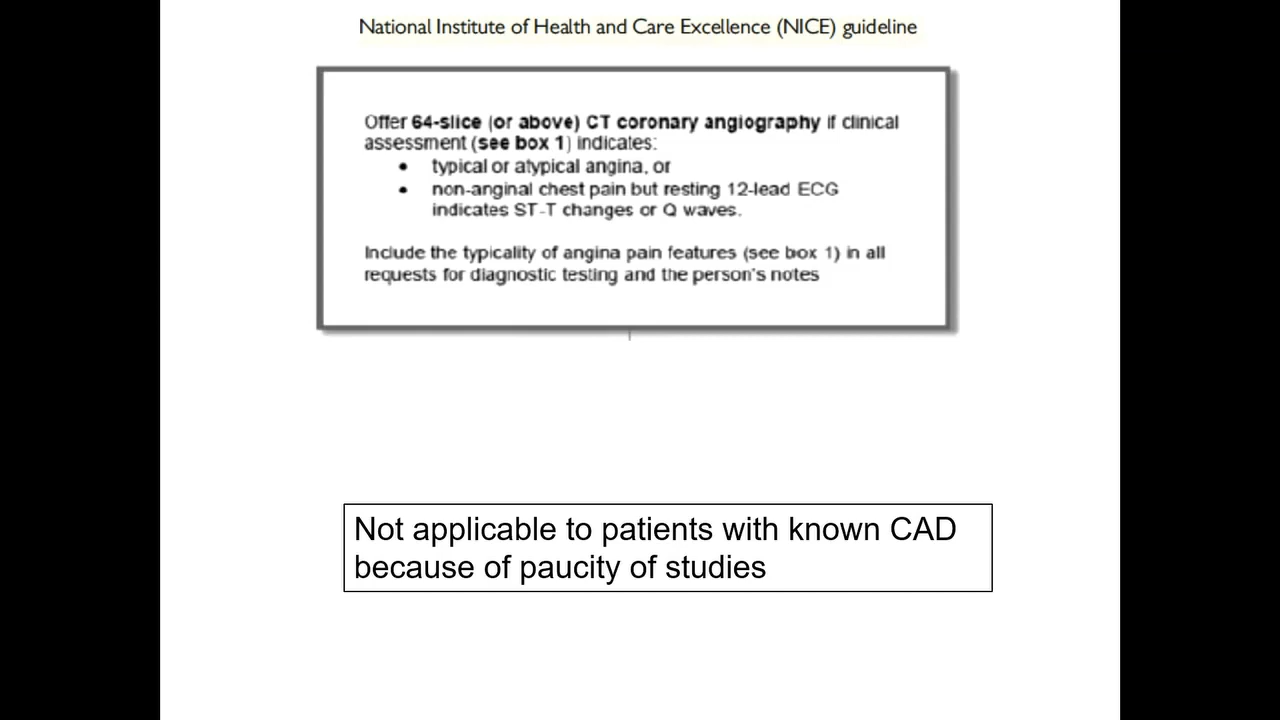 National Institute of Health and Care Excellence (NICE) guideline
Offer 64-slice (or above) CT coronary angiography if clinical
assessment (see box 1) indicates:
• typical or atypical angina, or
• non-anginal chest pain but resting 12-lead ECG
indicates ST-T changes or Q waves.
Include the typicality of angina pain features (see box 1) in all
requests for diagnostic testing and the person's notes
Not applicable to patients with known CAD
because of paucity of studies